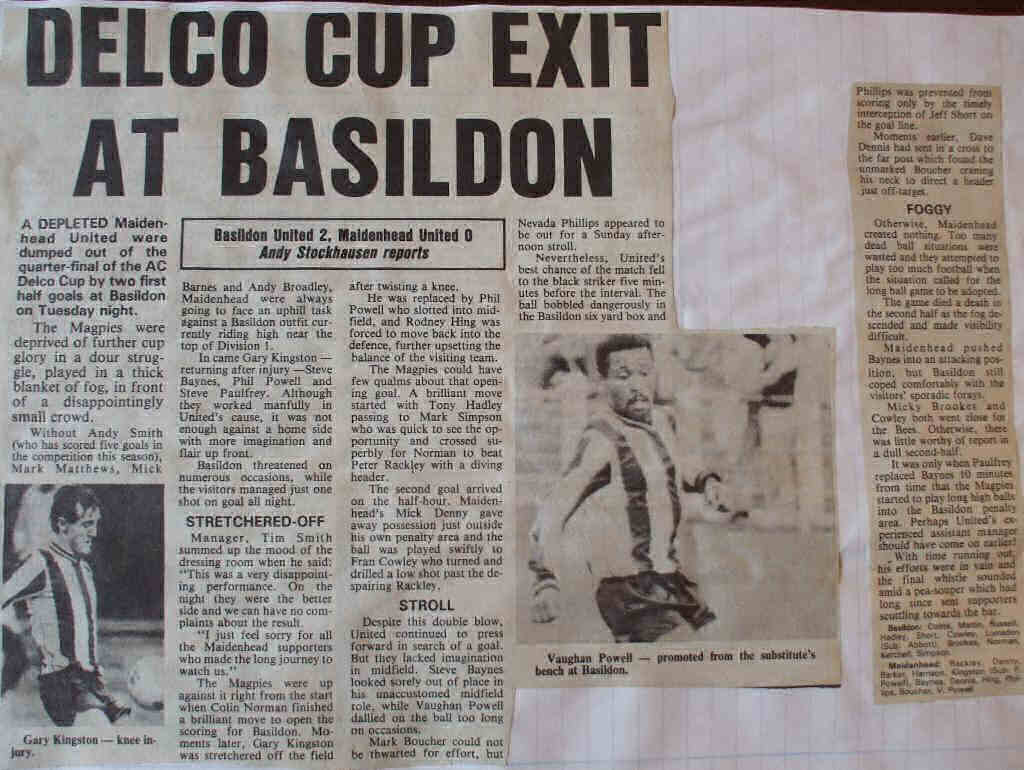 DELCO CUP EXIT
AT BASILDON
A DEPLETED Maiden-
head United were
dumped out of the
quarter-final of the AC
Delco Cup by two first
half goals at Basildon
on Tuesday night.
The Magpies were
deprived of further cup
glory in a dour strug-
gle, played in a thick
blanket of fog, in front
of a disappointingly
small crowd.
Without Andy Smith
(who has scored five goals in
the competition this season),
Mark Matthews, Mick
Gary Kingston — knee in-
jury.
Basildon United 2, Maidenhead United 0
Andy Stockhausen reports
Barnes and Andy Broadley,
Maidenhead were always
going to face an uphill task
against a Basildon outfit cur-
rently riding high near the
top of Division 1.
In came Gary Kingston —
returning after injury —Steve
Baynes, Phil Powell and
Steve Paulfrey. Although
they worked manfully in
United's cause, it was not
enough against a home side
with more imagination and
flair up front.
Basildon threatened on
numerous occasions, while
the visitors managed just one
shot on goal all night.
STRETCHERED-OFF
Manager, Tim Smith
summed up the mood of the
dressing room when he said:
"This was a very disappoint-
ing performance. On the
night they were the better
side and we can have no com-
plaints about the result.
"I just feel sorry for all
the Maidenhead supporters
who made the long journey to
watch us."
The Magpies were up
against it right from the start
when Colin Norman finished
a brilliant move to open the
scoring for Basildon. Mo-
ments later, Gary Kingston
was stretchered off the field
after twisting a knee.
He was replaced by Phil
Powell who slotted into mid-
field, and Rodney Hing was
forced to move back into the
defence, further upsetting the
balance of the visiting team.
The Magpies could have
few qualms about that open-
ing goal. A brilliant move
started with Tony Hadley
passing to Mark Simpson
who was quick to see the op-
portunity and crossed su-
perbly for Norman to beat
Peter Rackley with a diving
header.
The second goal arrived
on the half-hour. Maiden-
head's Mick Denny gave
away possession just outside
his own penalty area and the
ball was played swiftly to
Fran Cowley who turned and
drilled a low shot past the de-
spairing Rackley.
STROLL
Despite this double blow,
United continued to press
forward in search of a goal.
But they lacked imagination
in midfield. Steve Baynes
looked sorely out of place in
his unaccustomed midfield
role, while Vaughan Powell
dallied on the ball too long
on occasions.
Mark Boucher could not
be thwarted for effort, but
Nevada Phillips appeared to
be out for a Sunday after-
noon stroll.
Nevertheless, United's
best chance of the match fell
to the black striker five min-
utes before the interval. The
ball bobbled dangerously in
the Basildon six yard box and
Vaughan Powell — promoted from the substitute's
bench at Basildon.
Phillips was prevented from
scoring only by the timely
interception of Jeff Short on
the goal line.
Moments earlier, Dave
Dennis had sent in a cross to
the far post which found the
unmarked Boucher craning
his neck to direct a header
just off-target.
FOGGY
Otherwise, Maidenhead
created nothing. Too many
dead ball situations were
wasted and they attempted to
play too much football when
the situation called for the
long ball game to be adopted.
The game died a death in
the second half as the fog de-
scended and made visibility
difficult.
Maidenhead pushed
Baynes into an attacking pos-
ition, but Basildon still
coped comfortably with the
visitors' sporadic forays.
Micky Brookes and
Cowley both went close for
the Bees. Otherwise, there
was little worthy of report in
a dull second-half.
It was only when Paulfrey
replaced Baynes 10 minutes
from time that the Magpies
started to play long high balls
into the Basildon penalty
area. Perhaps United's ex-
perienced assistant manager
should have come on earlier!
With time running out,
his efforts were in vain and
the final whistle sounded
amid a pea-souper which had
long since sent supporters
scuttling towards the bar.
Basildon: Martin, Russell,
Hadley, Short, Cowley,
(Sub: Abbott), Brookes, Norman,
Simpson.
Maidenhead: Rackley, Denny,
Barker, Harrison, Kingston (Sub: P.
Powell), Baynes, Dennis, Hing, Phil-
lips, Boucher, V. Powell